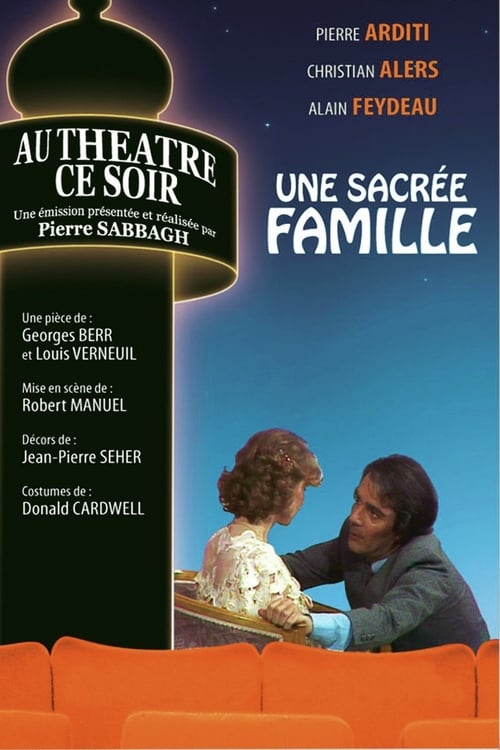 PIERRE ARDITI
CHRISTIAN ALERS
ALAIN FEYDEAU
AU THEATRE
CE SOIR
Une émission présentée et réalisée par
Pierre SABBAGH
UNE SACRÉE
FAMILLE
Une pièce de :
Georges BERR
et Louis VERNEUIL
Mise en scène de :
Robert MANUEL
Décors de :
Jean-Pierre SEHER
Costumes de :
Donald CARDWELL